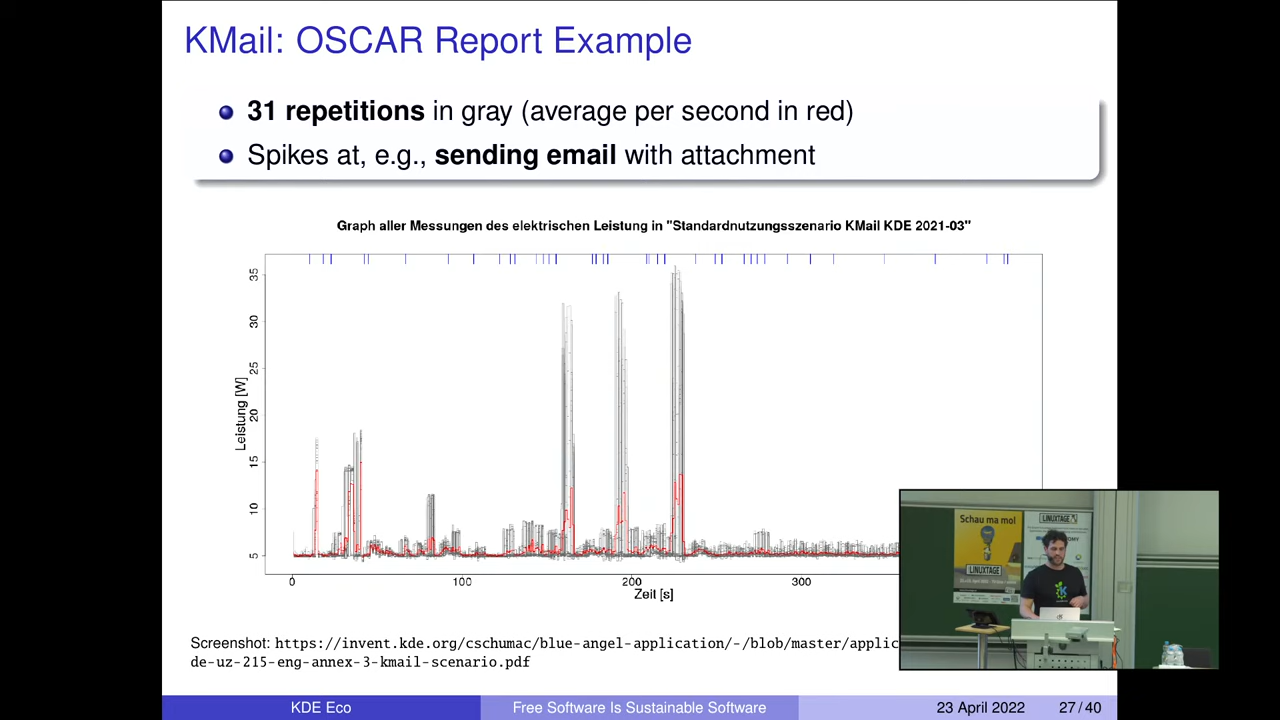 KMail: OSCAR Report Example
31 repetitions in gray (average per second in red)
Spikes at, e.g., sending email with attachment
Graph aller Messungen des elektrischen Leistung in "Standardnutzungsszenario KMail KDE 2021-03"
35
30
25
20
15
10
5
Leistung [W]
0
100
200
300
Zeit [s]
Schau ma mol
LINUXTAGE
LINUXTAGE
Screenshot: https://invent.kde.org/cschumac/blue-angel-application/-/blob/master/applic
de-uz-215-eng-annex-3-kmail-scenario.pdf
KDE Eco
Free Software Is Sustainable Software
23 April 2022
27 / 40